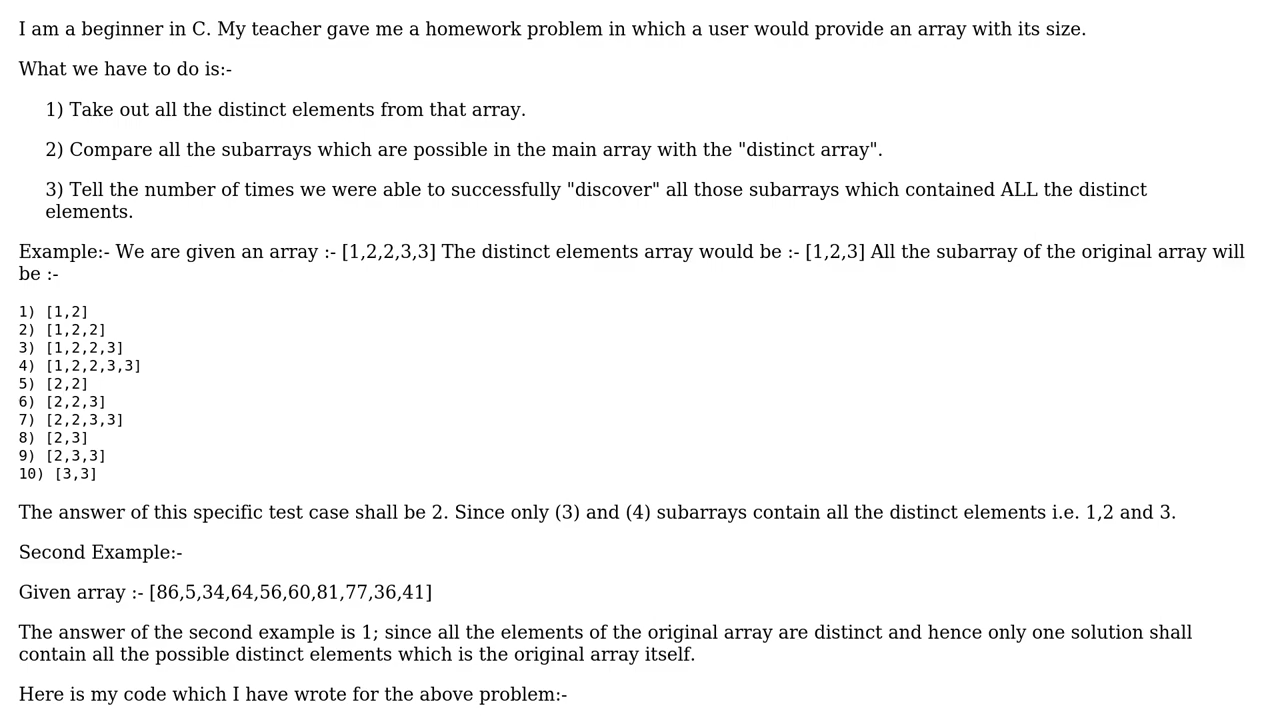 I am a beginner in C. My teacher gave me a homework problem in which a user would provide an array with its size.
What we have to do is:-
1) Take out all the distinct elements from that array.
2) Compare all the subarrays which are possible in the main array with the "distinct array".
3) Tell the number of times we were able to successfully "discover" all those subarrays which contained ALL the distinct
elements.
Example:- We are given an array :- [1,2,2,3,3] The distinct elements array would be :- [1,2,3] All the subarray of the original array will
be :-
1) [1,2]
2) [1,2,2]
3) [1,2,2,3]
4) [1,2,2,3,3]
5) [2,2]
6) [2,2,3]
7) [2,2,3,3]
8) [2,3]
9) [2,3,3]
10) [3,3]
The answer of this specific test case shall be 2. Since only (3) and (4) subarrays contain all the distinct elements i.e. 1,2 and 3.
Second Example:-
Given array :- [86,5,34,64,56,60,81,77,36,41]
The answer of the second example is 1; since all the elements of the original array are distinct and hence only one solution shall
contain all the possible distinct elements which is the original array itself.
Here is my code which I have wrote for the above problem:-